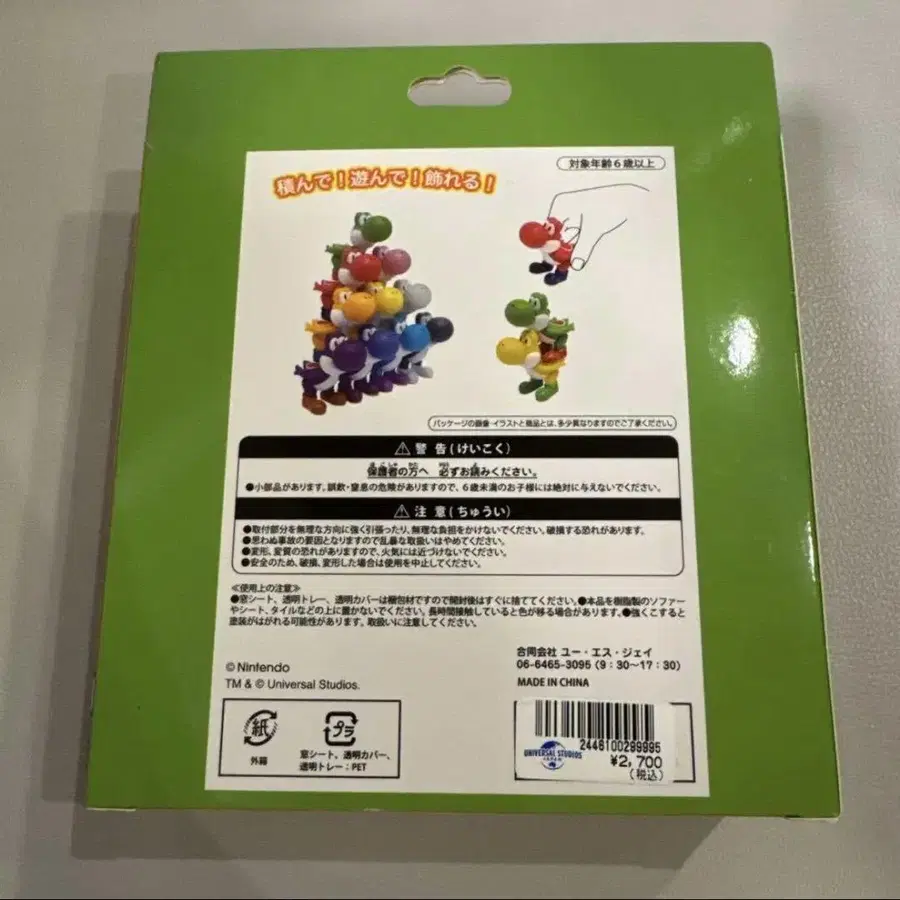 対象年齢6歳以上
積んで!遊んで!飾れる!
パッケージの画像・イラストと商品とは、多少異なりますのでご了承ください。
⚠警 告(けいこく)
保護者の方へ 必ずお読みください。
●小部品があります。誤飲・窒息の危険がありますので、6歳未満のお子様には絶対に与えないでください。
⚠注 意(ちゅうい)
●取付部分を無理な方向に強く引張ったり、無理な負担をかけないでください。破損する恐れがあります。
●思わぬ事故の要因となりますので乱暴な取扱いはやめてください。
●変形、変質の恐れがありますので、火気には近づけないでください。
●安全のため、破損、変形した場合は使用を中止してください。
≪使用上の注意≫
●窓シート、透明トレー、透明カバーは梱包材ですので開封後はすぐに捨ててください。●本品を樹脂製のソファー
やシート、タイルなどの上に置かないでください。長時間接触していると色が移る場合があります。●強くこすると
塗装がはがれる可能性があります。取扱いに注意してください。
合同会社 ユー・エス・ジェイ
06-6465-3095(9:30～17:30)
MADE IN CHINA
© Nintendo
TM & © Universal Studios.
紙
外箱
プラ
窓シート、透明カバー、
透明トレー:PET
2446100299995
UNIVERSAL STUDIOS
JAPAN
¥2,700
(税込)